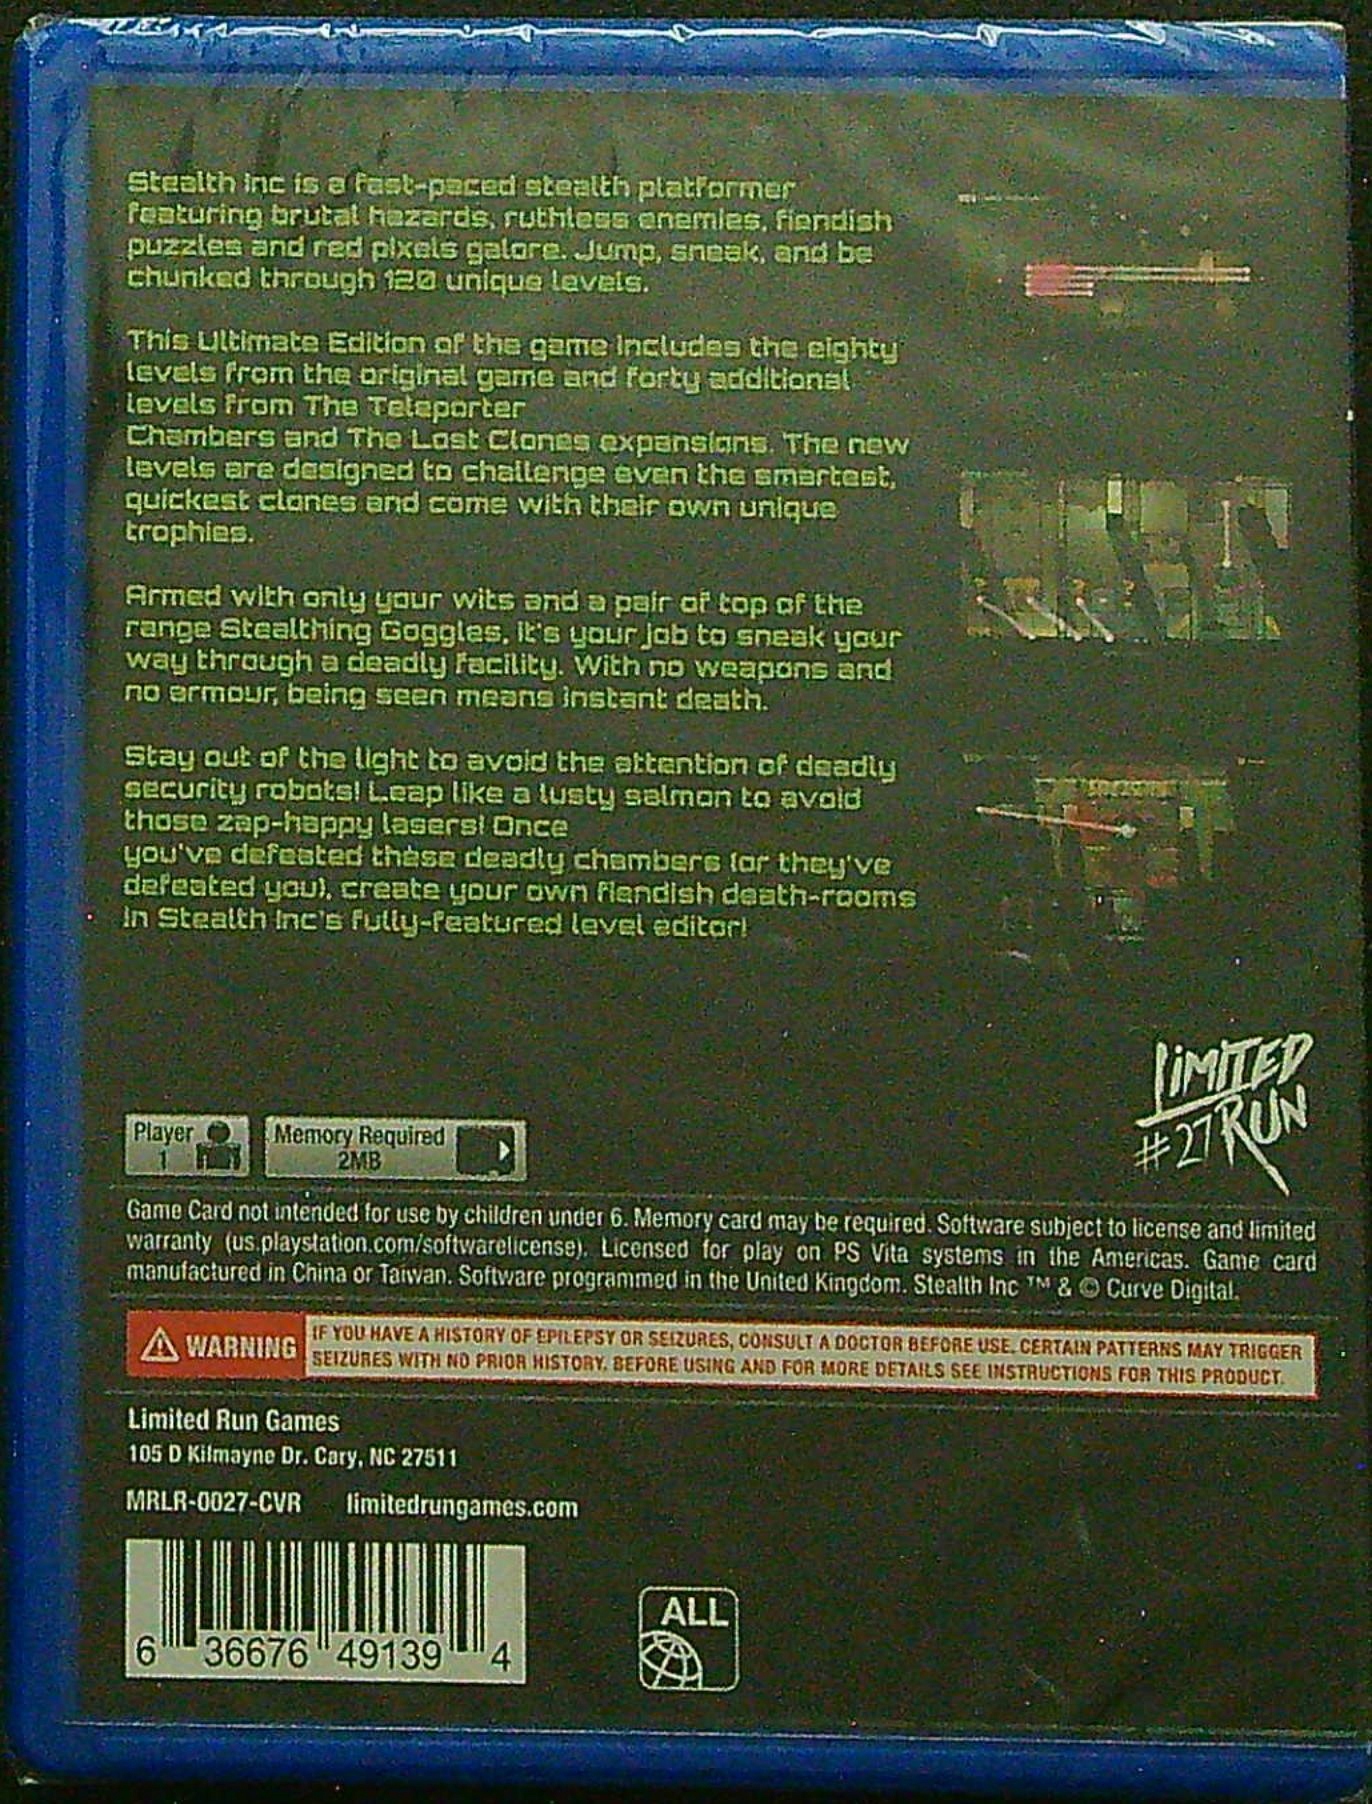 Stealth Inc is a fast-paced stealth platformer
featuring brutal hazards, ruthless enemies, fiendish
puzzles and red pixels galore. Jump, sneak, and be
chunked through 120 unique levels.
This Ultimate Edition of the game includes the eighty
levels from the original game and forty additional
levels from The Teleporter
Chambers and The Lost Clones expansions. The new
levels are designed to challenge even the smartest,
quickest clones and come with their own unique
trophies.
Armed with only your wits and a pair of top of the
range Stealthing Goggles, it's your job to sneak your
way through a deadly facility. With no weapons and
no armour, being seen means instant death.
Stay out of the light to avoid the attention of deadly
security robots! Leap like a lusty salmon to avoid
those zap-happy lasers! Once
you've defeated these deadly chambers (or they've
defeated you), create your own fiendish death-rooms
in Stealth Inc's fully-featured level editor!
LIMITED
#27 RUN
Player
1
Memory Required
2MB
Game Card not intended for use by children under 6. Memory card may be required. Software subject to license and limited
warranty (us.playstation.com/softwarelicense). Licensed for play on PS Vita systems in the Americas. Game card
manufactured in China or Taiwan. Software programmed in the United Kingdom. Stealth Inc ™ & © Curve Digital.
WARNING
IF YOU HAVE A HISTORY OF EPILEPSY OR SEIZURES, CONSULT A DOCTOR BEFORE USE. CERTAIN PATTERNS MAY TRIGGER
SEIZURES WITH NO PRIOR HISTORY. BEFORE USING AND FOR MORE DETAILS SEE INSTRUCTIONS FOR THIS PRODUCT.
Limited Run Games
105 D Kilmayne Dr. Cary, NC 27511
MRLR-0027-CVR limitedrungames.com
6 36676 49139 4
ALL